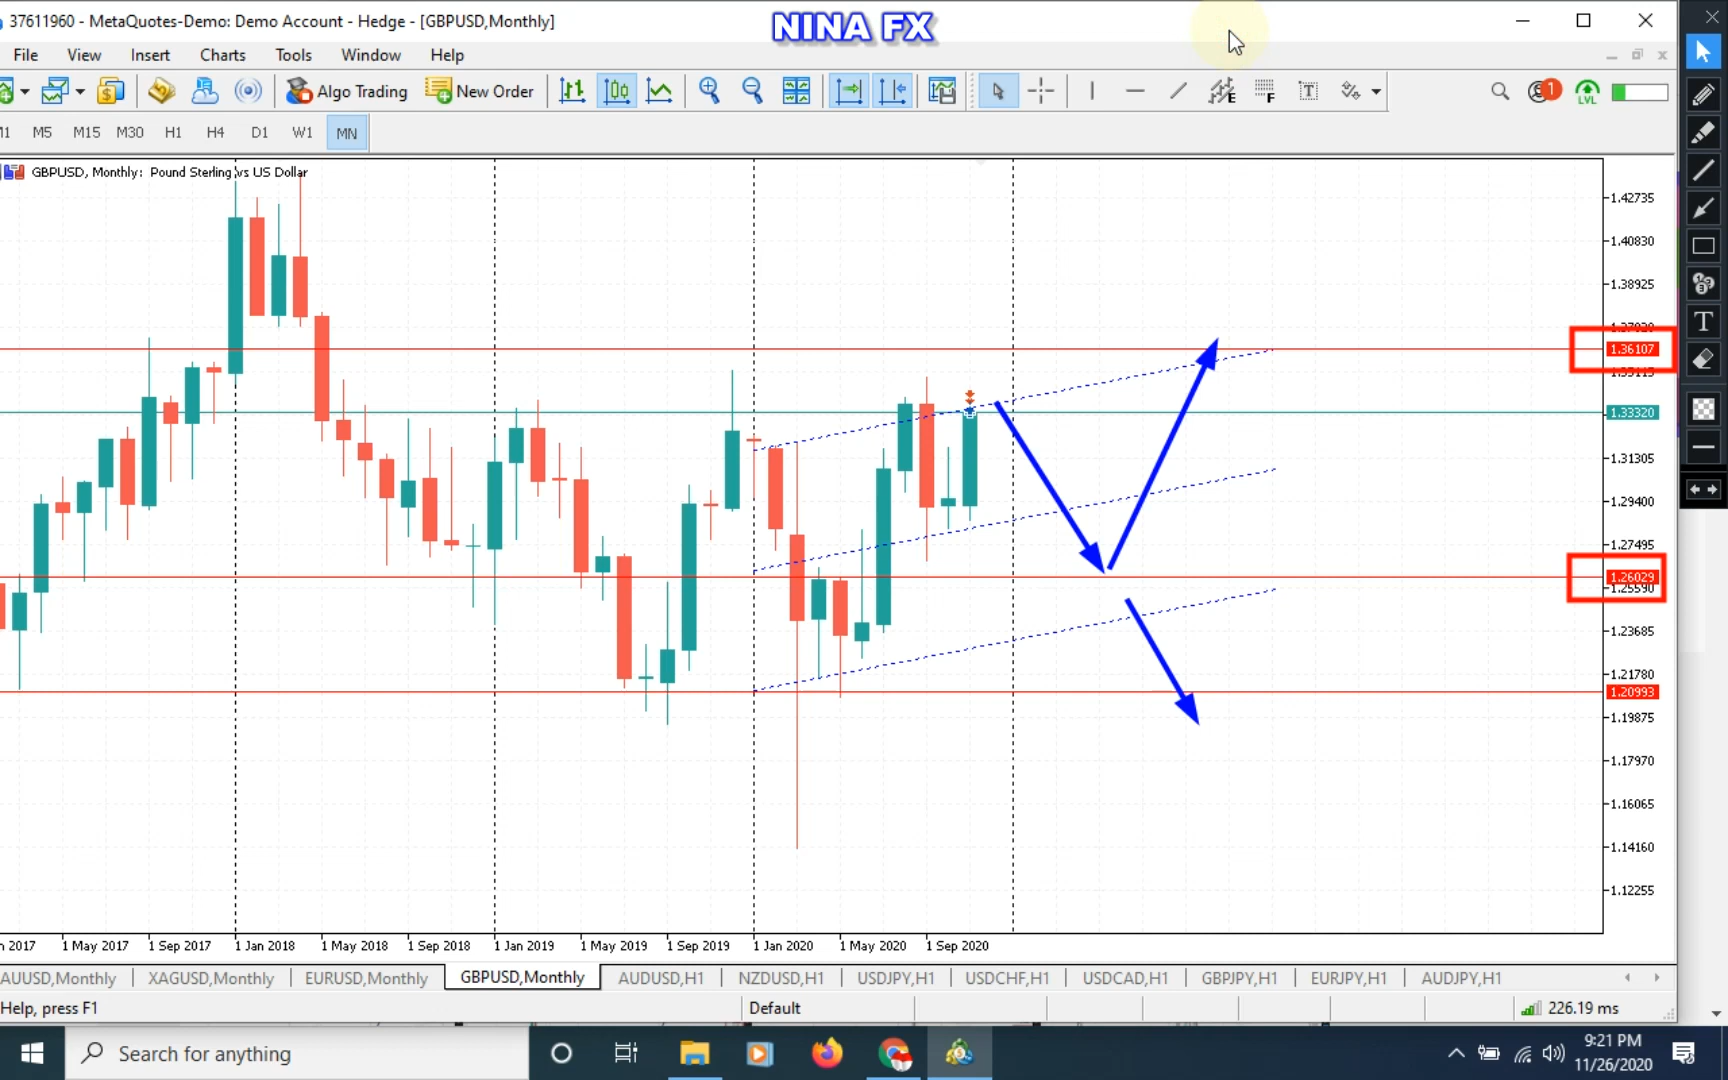 37611960 - MetaQuotes-Demo: Demo Account - Hedge - [GBPUSD,Monthly]
NINA FX
File View Insert Charts Tools Window Help
Algo Trading New Order
E F T LVL 1
M5 M15 M30 H1 H4 D1 W1 MN
GBPUSD, Monthly: Pound Sterling vs US Dollar
T
1.42735
1.40830
1.38925
1.36107
1.33320
1.31305
1.29400
1.27495
1.26029
1.25590
1.23685
1.21780
1.20993
1.19875
1.17970
1.16065
1.14160
1.12255
2017 1 May 2017 1 Sep 2017 1 Jan 2018 1 May 2018 1 Sep 2018 1 Jan 2019 1 May 2019 1 Sep 2019 1 Jan 2020 1 May 2020 1 Sep 2020
AUUSD,Monthly XAGUSD,Monthly EURUSD,Monthly GBPUSD,Monthly AUDUSD,H1 NZDUSD,H1 USDJPY,H1 USDCHF,H1 USDCAD,H1 GBPJPY,H1 EURJPY,H1 AUDJPY,H1
Help, press F1 Default 226.19 ms
Search for anything
9:21 PM
11/26/2020